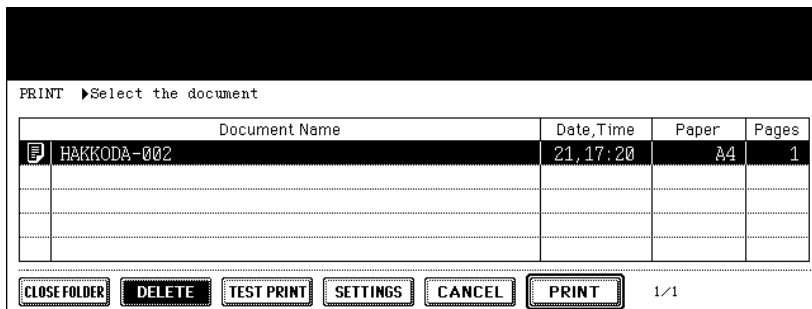 PRINT ▶Select the document
Document Name Date,Time Paper Pages
HAKKODA-002 21,17:20 A4 1
CLOSE FOLDER DELETE TEST PRINT SETTINGS CANCEL PRINT 1/1